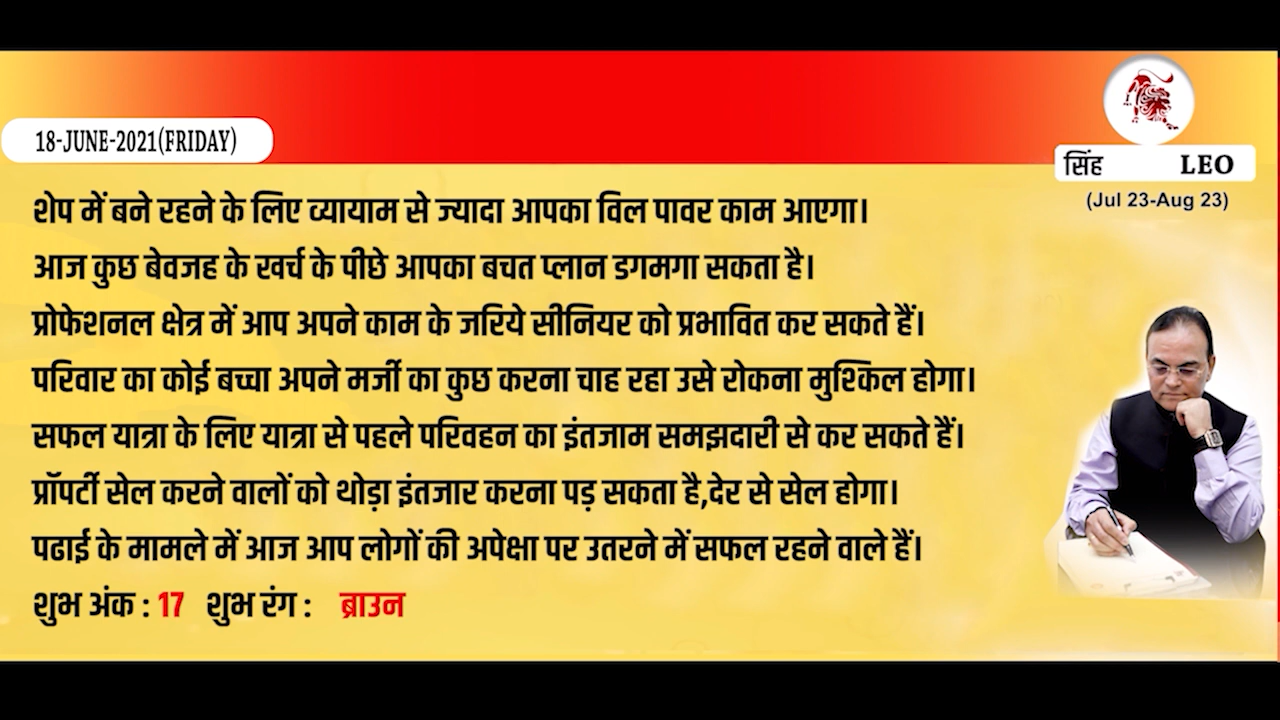 18-JUNE-2021(FRIDAY)
सिंह LEO
(Jul 23-Aug 23)
शेप में बने रहने के लिए व्यायाम से ज्यादा आपका विल पावर काम आएगा।
आज कुछ बेवजह के खर्च के पीछे आपका बचत प्लान डगमगा सकता है।
प्रोफेशनल क्षेत्र में आप अपने काम के जरिये सीनियर को प्रभावित कर सकते हैं।
परिवार का कोई बच्चा अपने मर्जी का कुछ करना चाह रहा उसे रोकना मुश्किल होगा।
सफल यात्रा के लिए यात्रा से पहले परिवहन का इंतजाम समझदारी से कर सकते हैं।
प्रॉपर्टी सेल करने वालों को थोड़ा इंतजार करना पड़ सकता है,देर से सेल होगा।
पढाई के मामले में आज आप लोगों की अपेक्षा पर उतरने में सफल रहने वाले हैं।
शुभ अंक : 17 शुभ रंग : ब्राउन